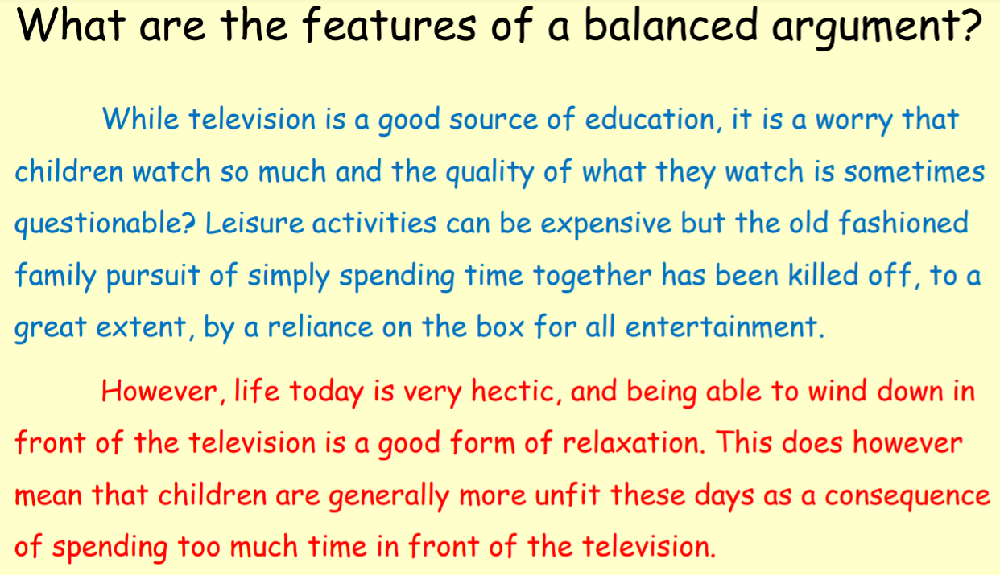 What are the features of a balanced argument?
While television is a good source of education, it is a worry that
children watch so much and the quality of what they watch is sometimes
questionable? Leisure activities can be expensive but the old fashioned
family pursuit of simply spending time together has been killed off, to a
great extent, by a reliance on the box for all entertainment.
However, life today is very hectic, and being able to wind down in
front of the television is a good form of relaxation. This does however
mean that children are generally more unfit these days as a consequence
of spending too much time in front of the television.